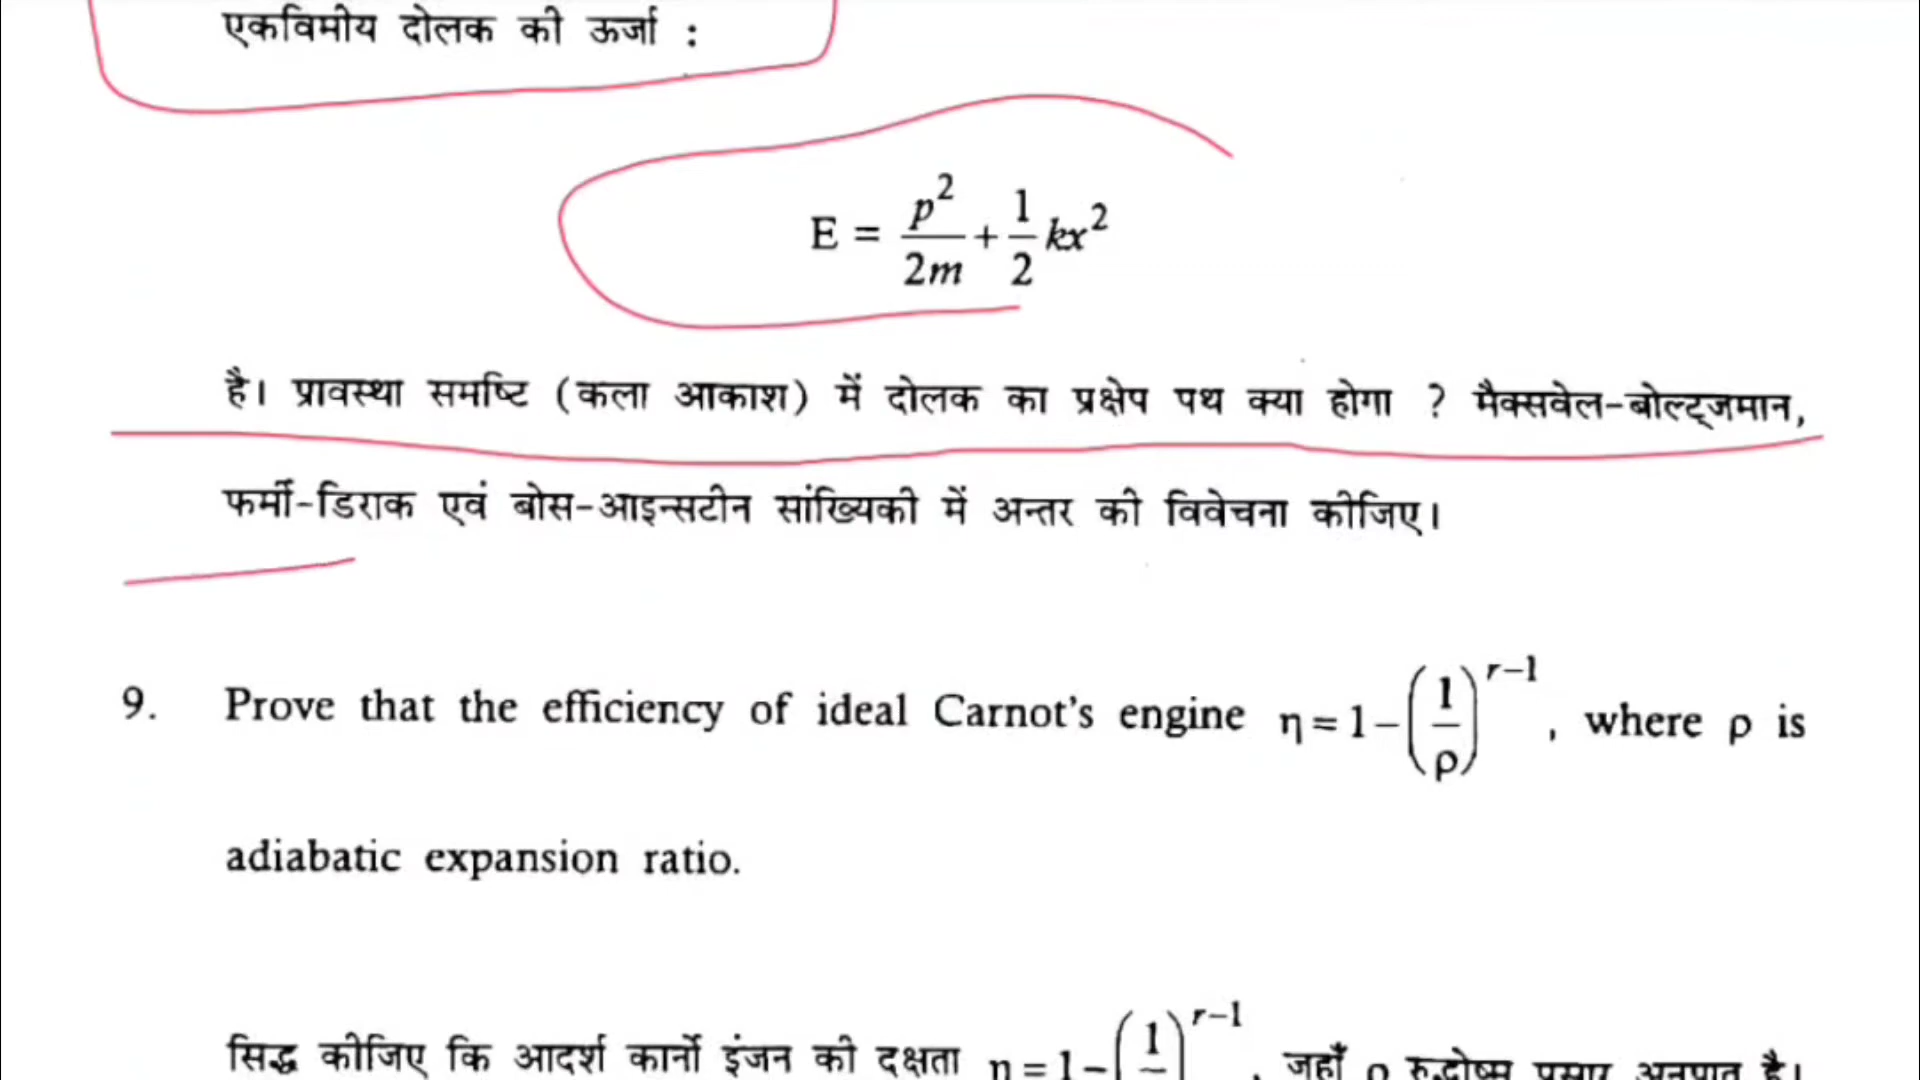 एकविमीय दोलक की ऊर्जा :
E = p²/2m + 1/2 kx²
है। प्रावस्था समष्टि (कला आकाश) में दोलक का प्रक्षेप पथ क्या होगा ? मैक्सवेल-बोल्ट्ज़मान,
फर्मी-डिराक एवं बोस-आइन्सटीन सांख्यिकी में अन्तर की विवेचना कीजिए।
9. Prove that the efficiency of ideal Carnot's engine η = 1 – (1/ρ)^(r–1), where ρ is
adiabatic expansion ratio.
सिद्ध कीजिए कि आदर्श कार्नो इंजन की दक्षता η = 1 – (1/ )^(r–1), जहाँ ρ रुद्धोष्म प्रसार अनुपात है।